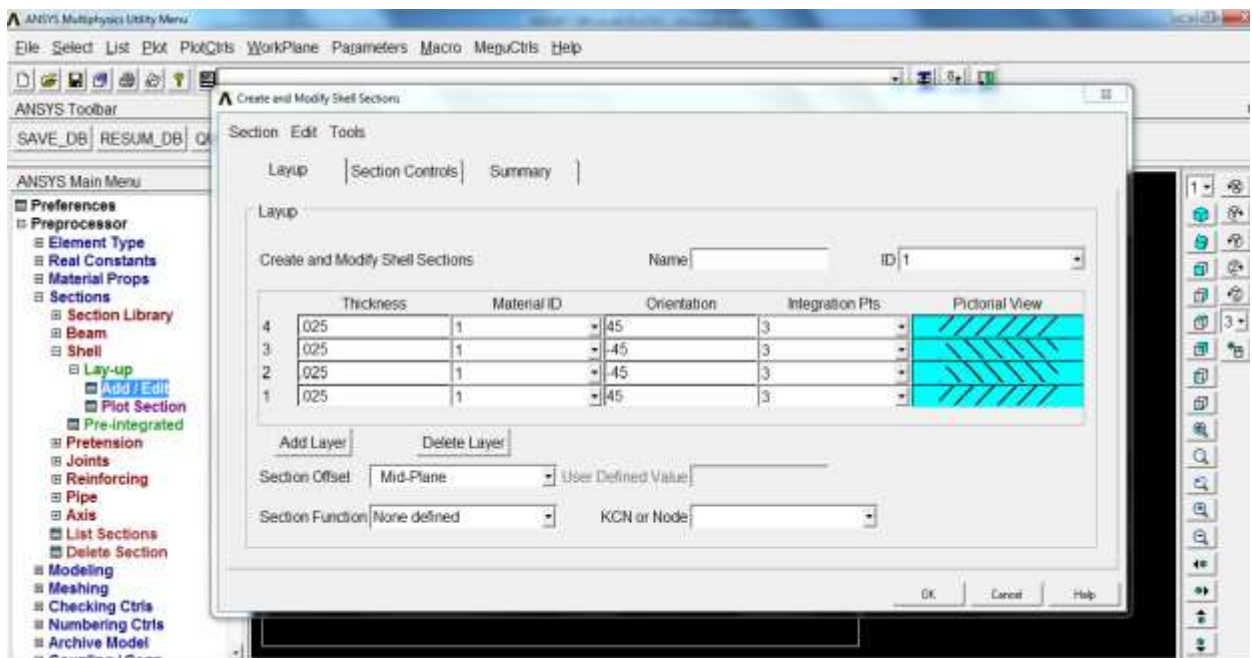 ANSYS Multiphysics Utility Menu
File Select List Plot PlotCtrls WorkPlane Parameters Macro MenuCtrls Help
ANSYS Toolbar
SAVE_DB RESUM_DB
ANSYS Main Menu
Preferences
Preprocessor
Element Type
Real Constants
Material Props
Sections
Section Library
Beam
Shell
Lay-up
Add / Edit
Plot Section
Pre-integrated
Pretension
Joints
Reinforcing
Pipe
Axis
List Sections
Delete Section
Modeling
Meshing
Checking Ctrls
Numbering Ctrls
Archive Model
Create and Modify Shell Sections
Section Edit Tools
Layup Section Controls Summary
Layup
Create and Modify Shell Sections Name ID 1
Thickness Material ID Orientation Integration Pts Pictorial View
4 .025 1 45 3
3 .025 1 -45 3
2 .025 1 -45 3
1 .025 1 45 3
Add Layer Delete Layer
Section Offset Mid-Plane User Defined Value
Section Function None defined KCN or Node
OK Cancel Help
1
3